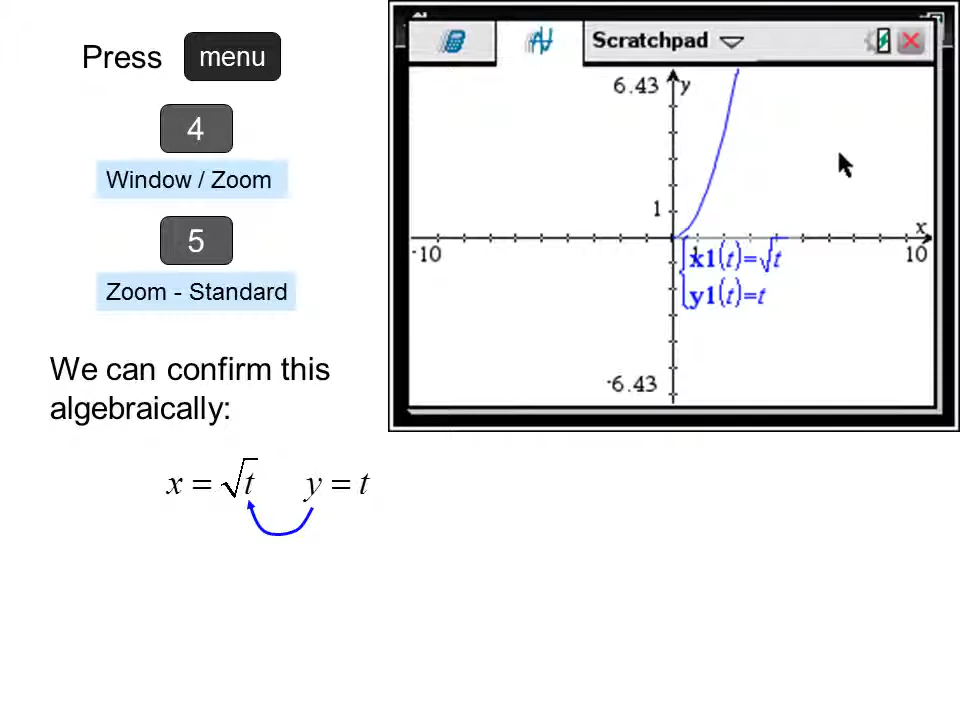 Press menu
4
Window / Zoom
5
Zoom - Standard
We can confirm this
algebraically:
x = √t y = t
Scratchpad
6.43 y
1
x
-10 1 10
x1(t)=√t
y1(t)=t
-6.43